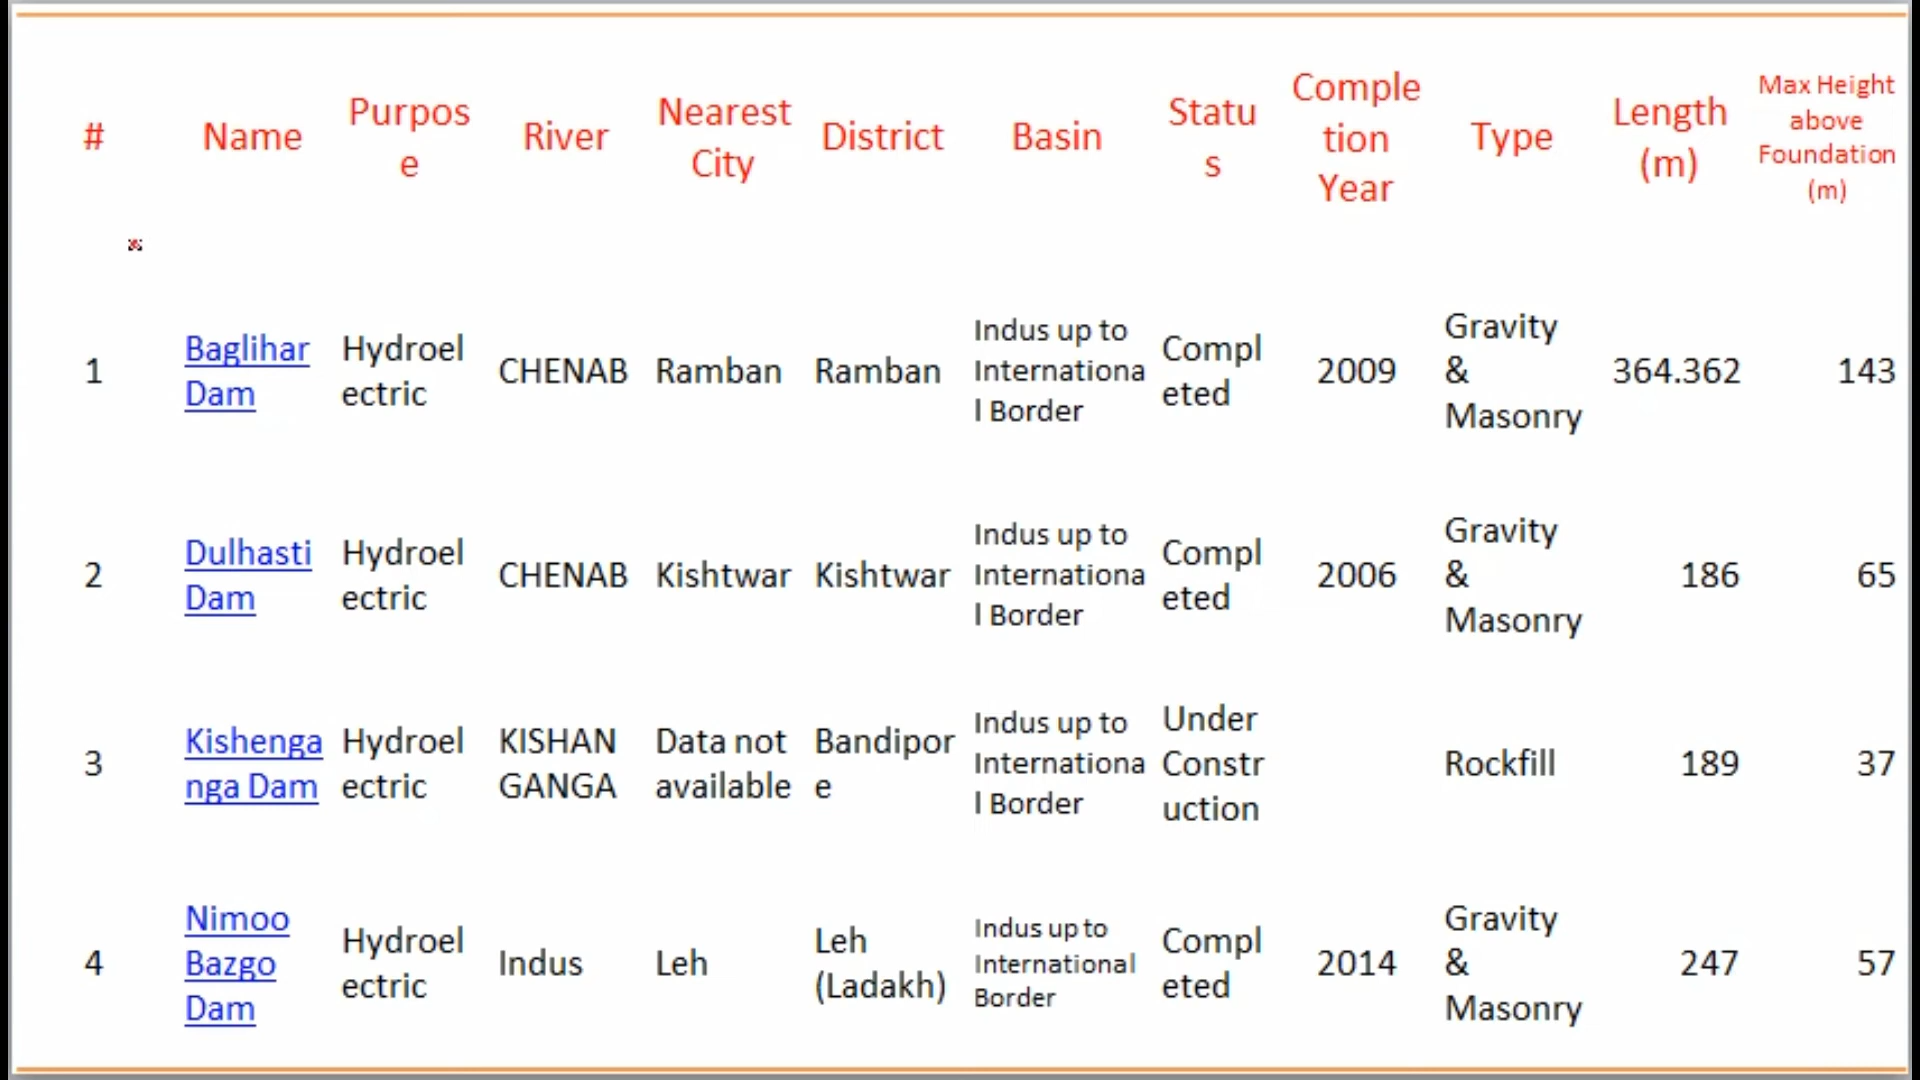 #
Name
Purpos
e
River
Nearest
City
District
Basin
Statu
s
Comple
tion
Year
Type
Length
(m)
Max Height
above
Foundation
(m)
1
Baglihar
Dam
Hydroel
ectric
CHENAB
Ramban
Ramban
Indus up to
Internationa
l Border
Compl
eted
2009
Gravity
&
Masonry
364.362
143
2
Dulhasti
Dam
Hydroel
ectric
CHENAB
Kishtwar
Kishtwar
Indus up to
Internationa
l Border
Compl
eted
2006
Gravity
&
Masonry
186
65
3
Kishenga
nga Dam
Hydroel
ectric
KISHAN
GANGA
Data not
available
Bandipor
e
Indus up to
Internationa
l Border
Under
Constr
uction
Rockfill
189
37
4
Nimoo
Bazgo
Dam
Hydroel
ectric
Indus
Leh
Leh
(Ladakh)
Indus up to
International
Border
Compl
eted
2014
Gravity
&
Masonry
247
57